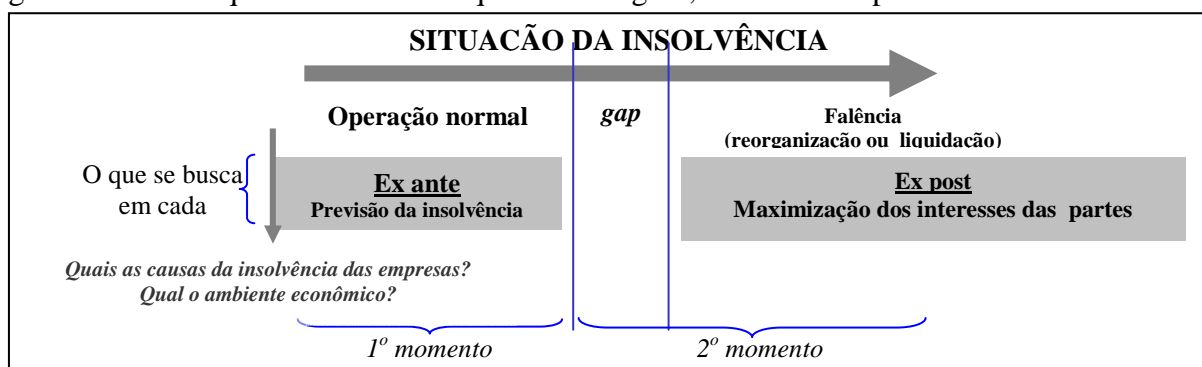 SITUACÃO DA INSOLVÊNCIA
Operação normal
gap
Falência
(reorganizacão ou liquidacão)
O que se busca
em cada
Ex ante
Previsão da insolvência
Ex post
Maximização dos interesses das partes
Quais as causas da insolvência das empresas?
Qual o ambiente econômico?
1º momento
2º momento